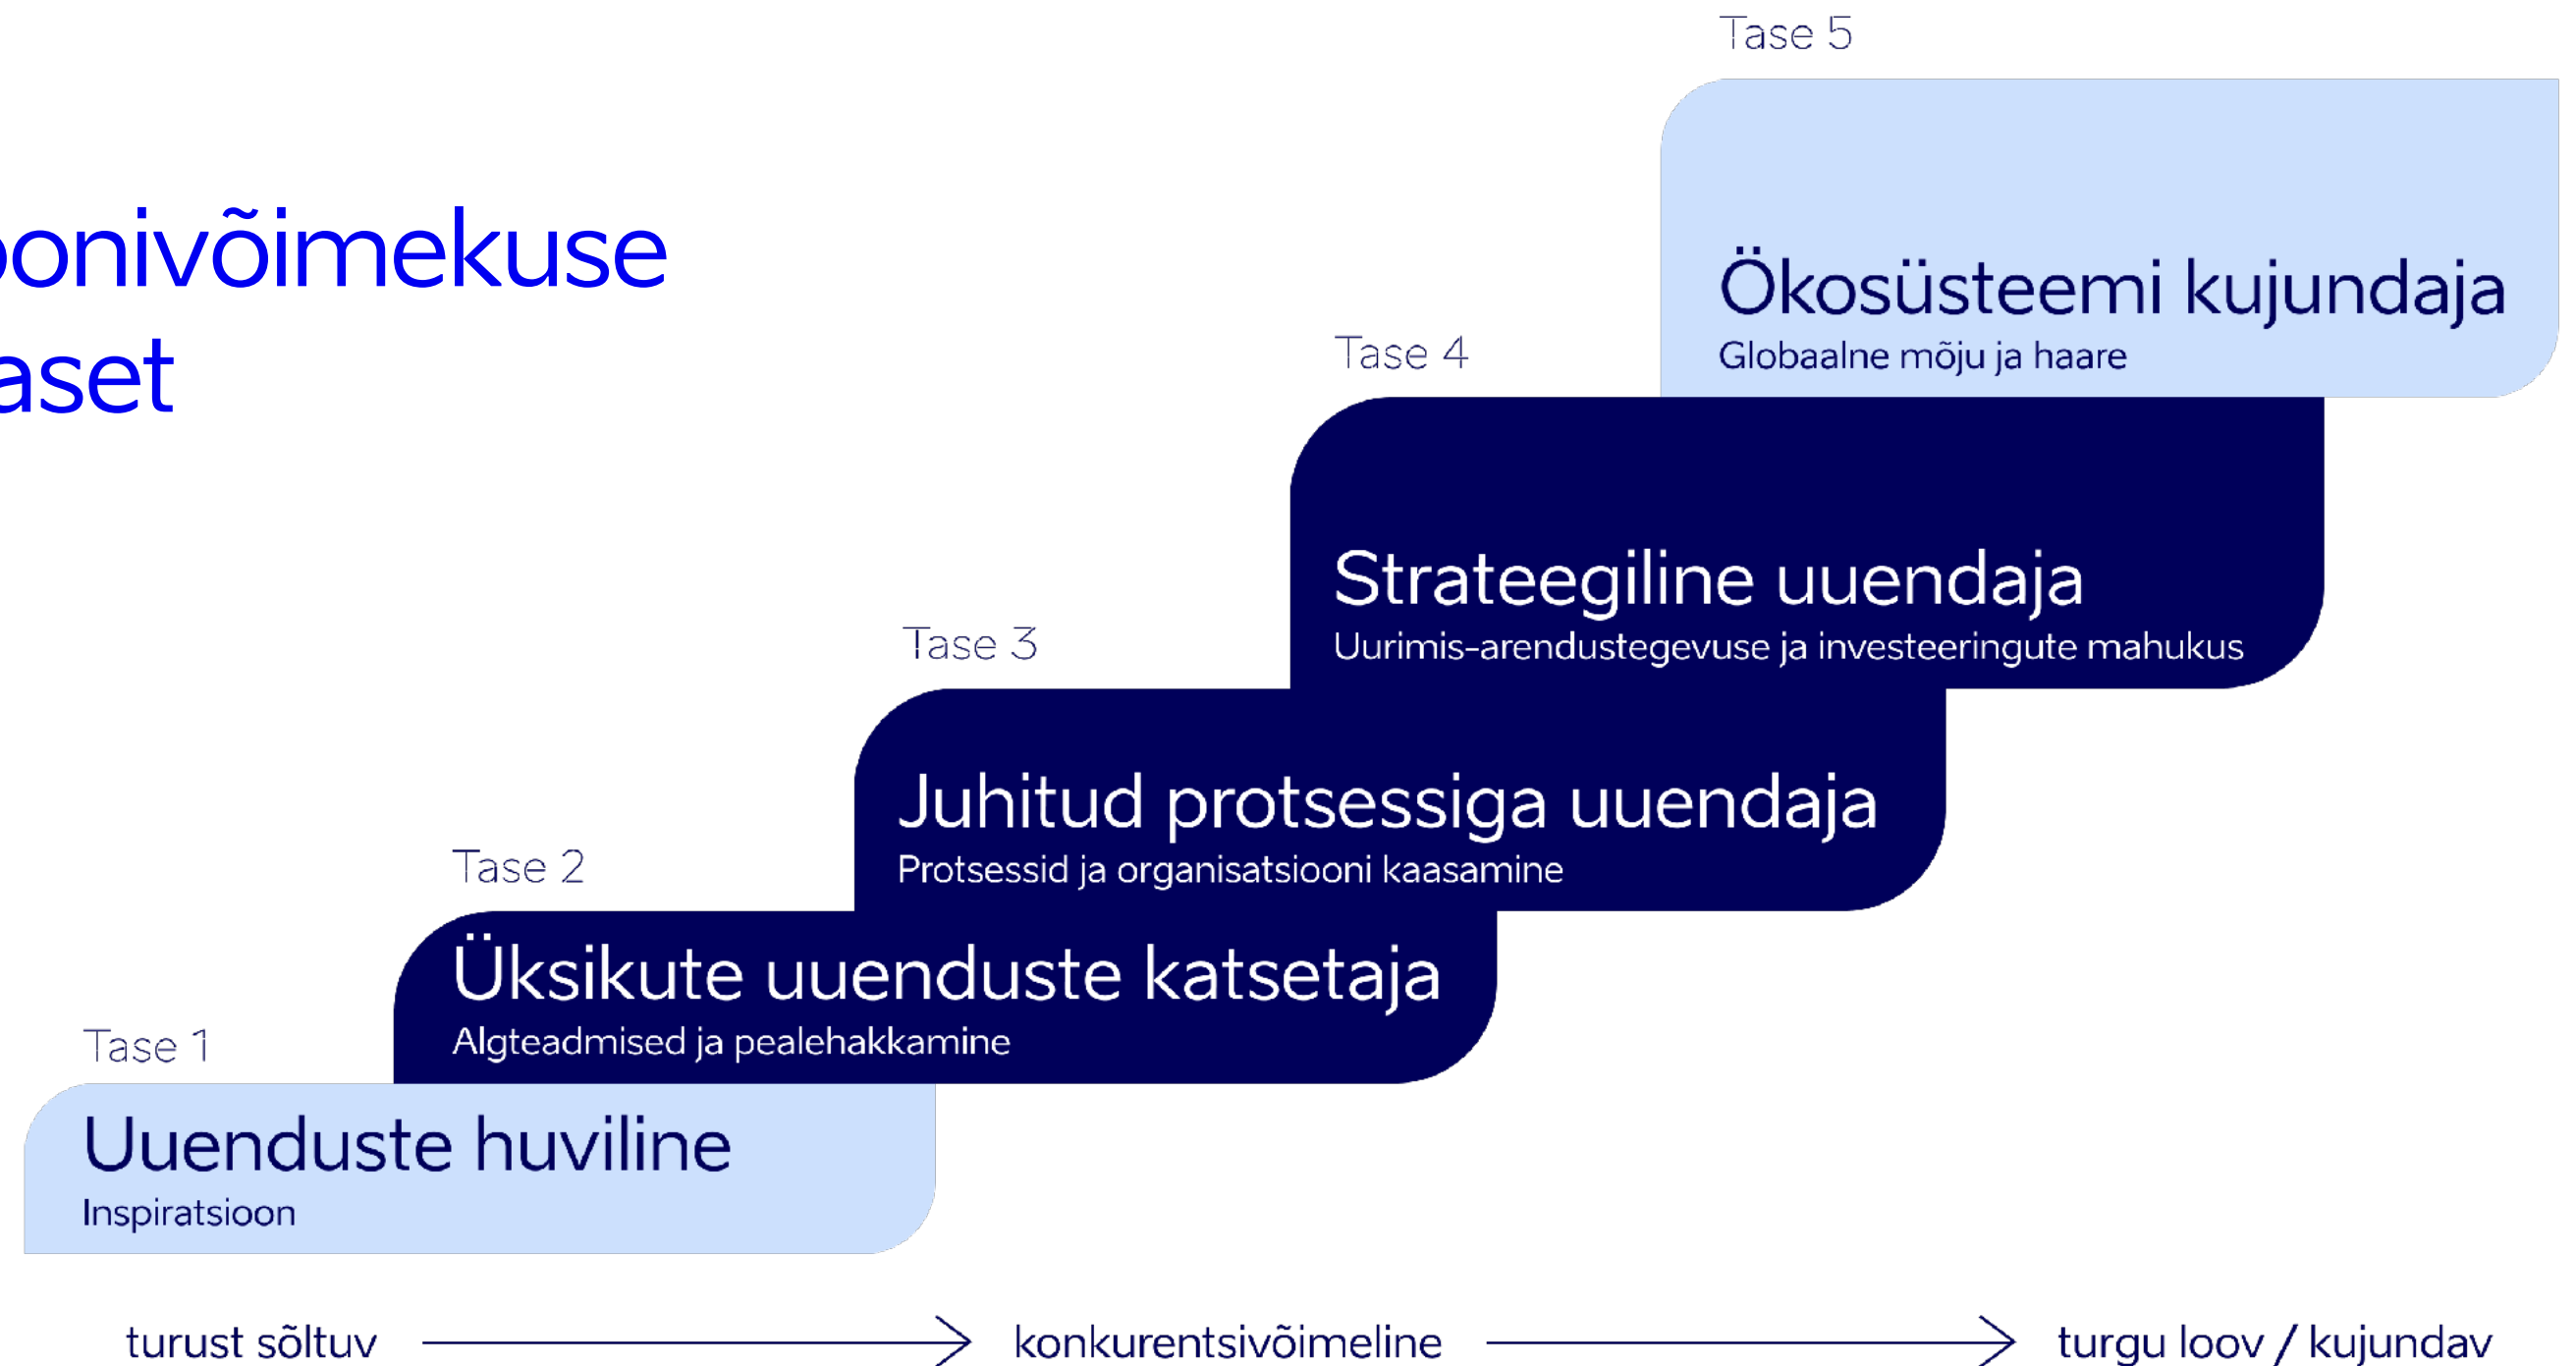 onivõimekuse
aset
Tase 5
Ökosüsteemi kujundaja
Globaalne mõju ja haare
Tase 4
Strateegiline uuendaja
Uurimis-arendustegevuse ja investeeringute mahukus
Tase 3
Juhitud protsessiga uuendaja
Protsessid ja organisatsiooni kaasamine
Tase 2
Üksikute uuenduste katsetaja
Algteadmised ja pealehakkamine
Tase 1
Uuenduste huviline
Inspiratsioon
turust sõltuv
konkurentsivõimeline
turgu loov / kujundav